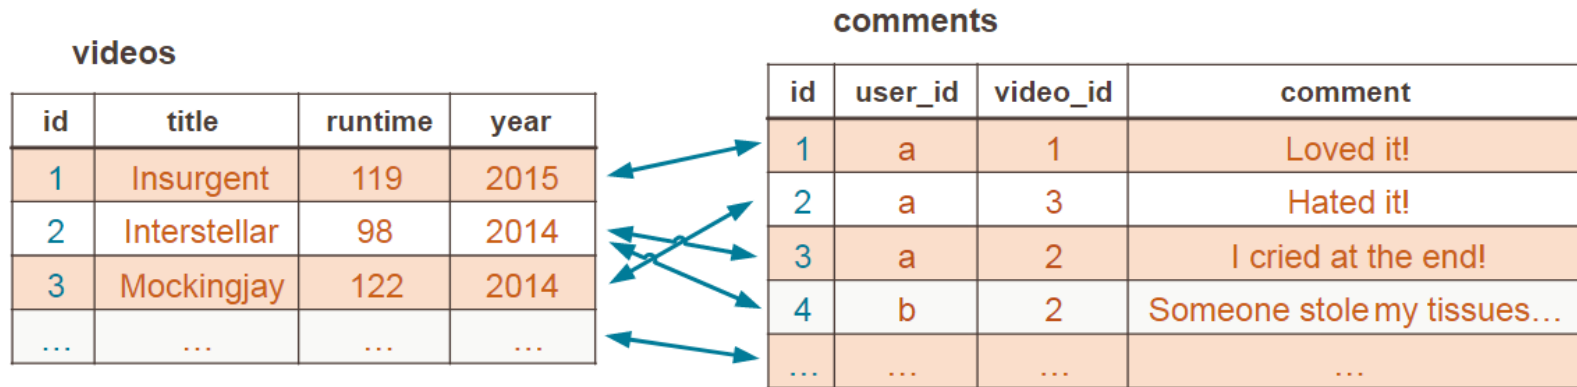 videos
id title runtime year
1 Insurgent 119 2015
2 Interstellar 98 2014
3 Mockingjay 122 2014
... ... ... ...
comments
id user_id video_id comment
1 a 1 Loved it!
2 a 3 Hated it!
3 a 2 I cried at the end!
4 b 2 Someone stole my tissues...
... ... ... ...